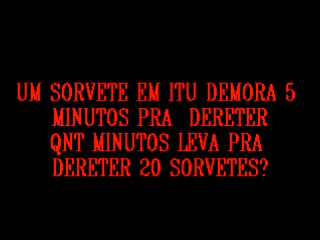 UM SORVETE EM ITU DEMORA 5
MINUTOS PRA DERETER
QNT MINUTOS LEVA PRA
DERETER 20 SORVETES?